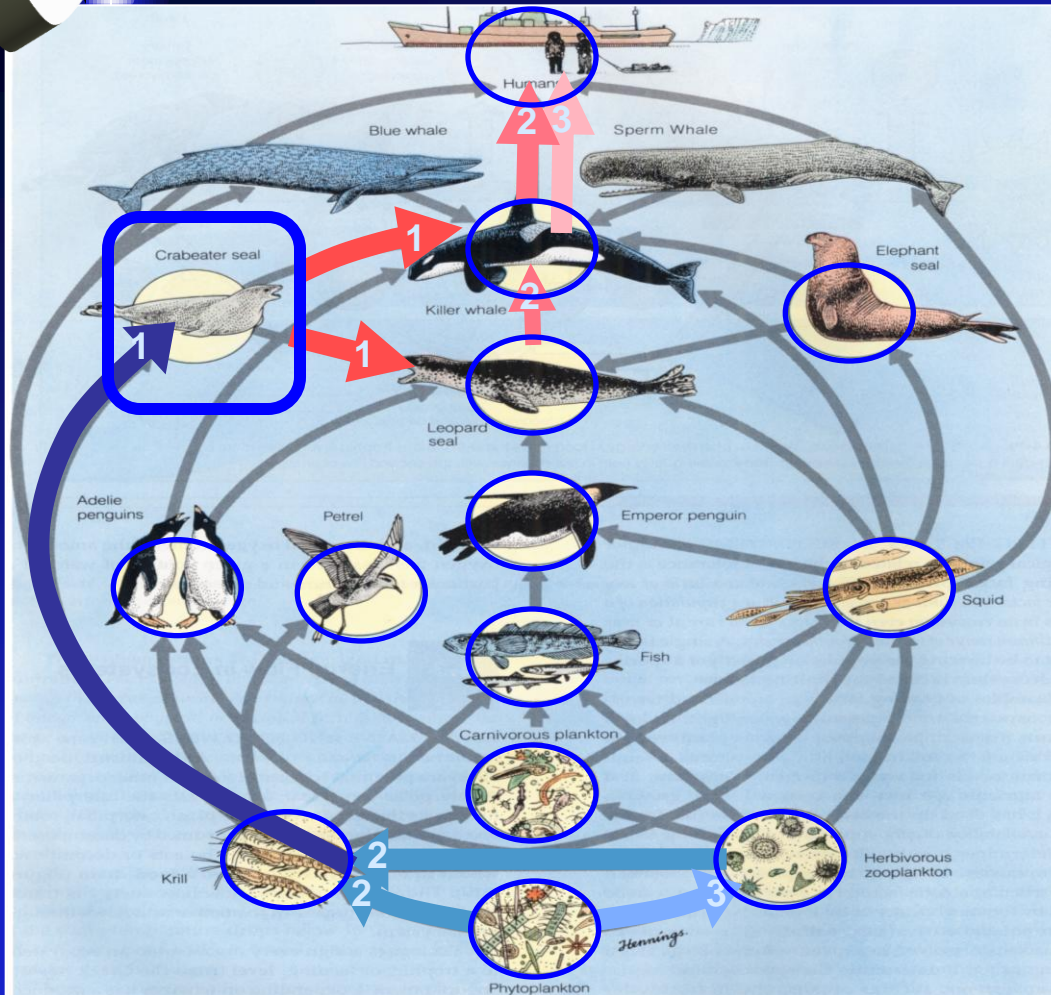 Humans
2 3
Blue whale
Sperm Whale
Crabeater seal
1
Elephant
seal
Killer whale
2
1
1
Leopard
seal
Adelie
penguins
Petrel
Emperor penguin
Squid
Fish
Carnivorous plankton
2
Krill
2
3
Herbivorous
zooplankton
Hennings.
Phytoplankton